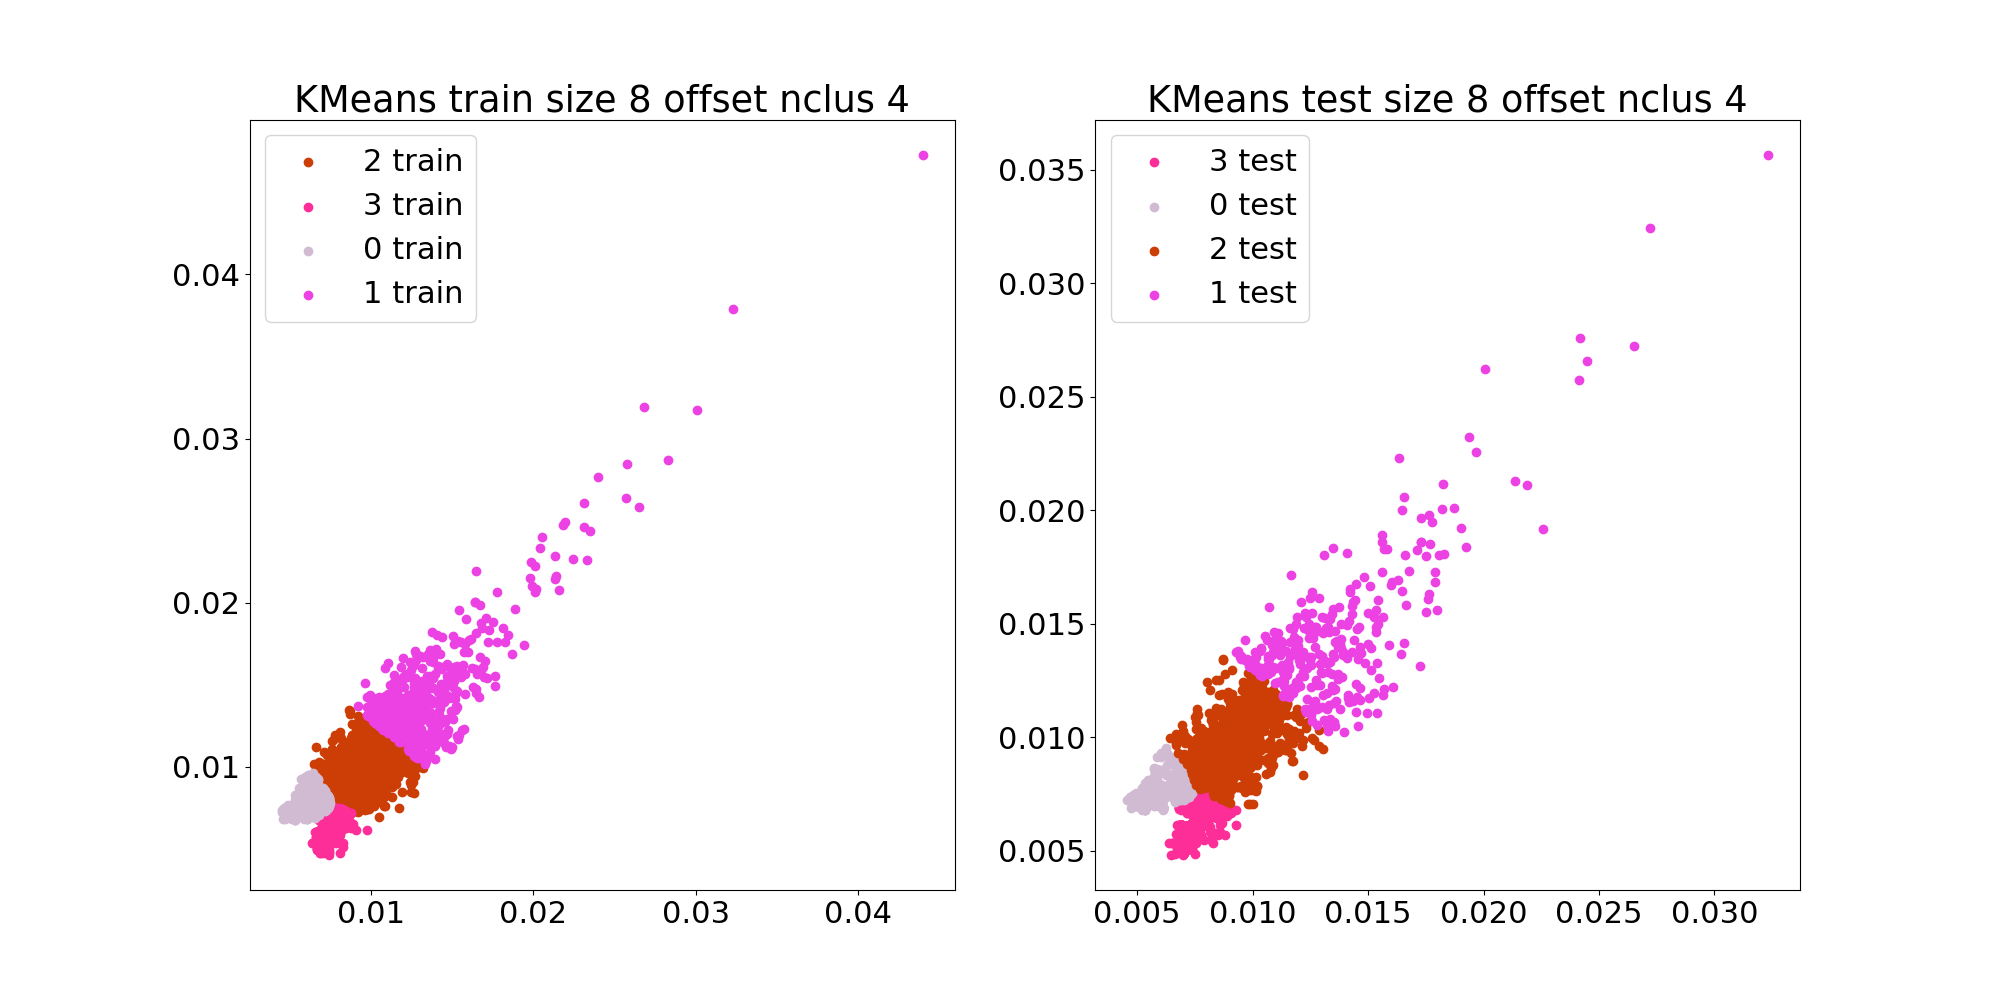 KMeans train size 8 offset nclus 4
2 train
3 train
0 train
1 train
0.04
0.03
0.02
0.01
0.01 0.02 0.03 0.04
KMeans test size 8 offset nclus 4
3 test
0 test
2 test
1 test
0.035
0.030
0.025
0.020
0.015
0.010
0.005
0.005 0.010 0.015 0.020 0.025 0.030